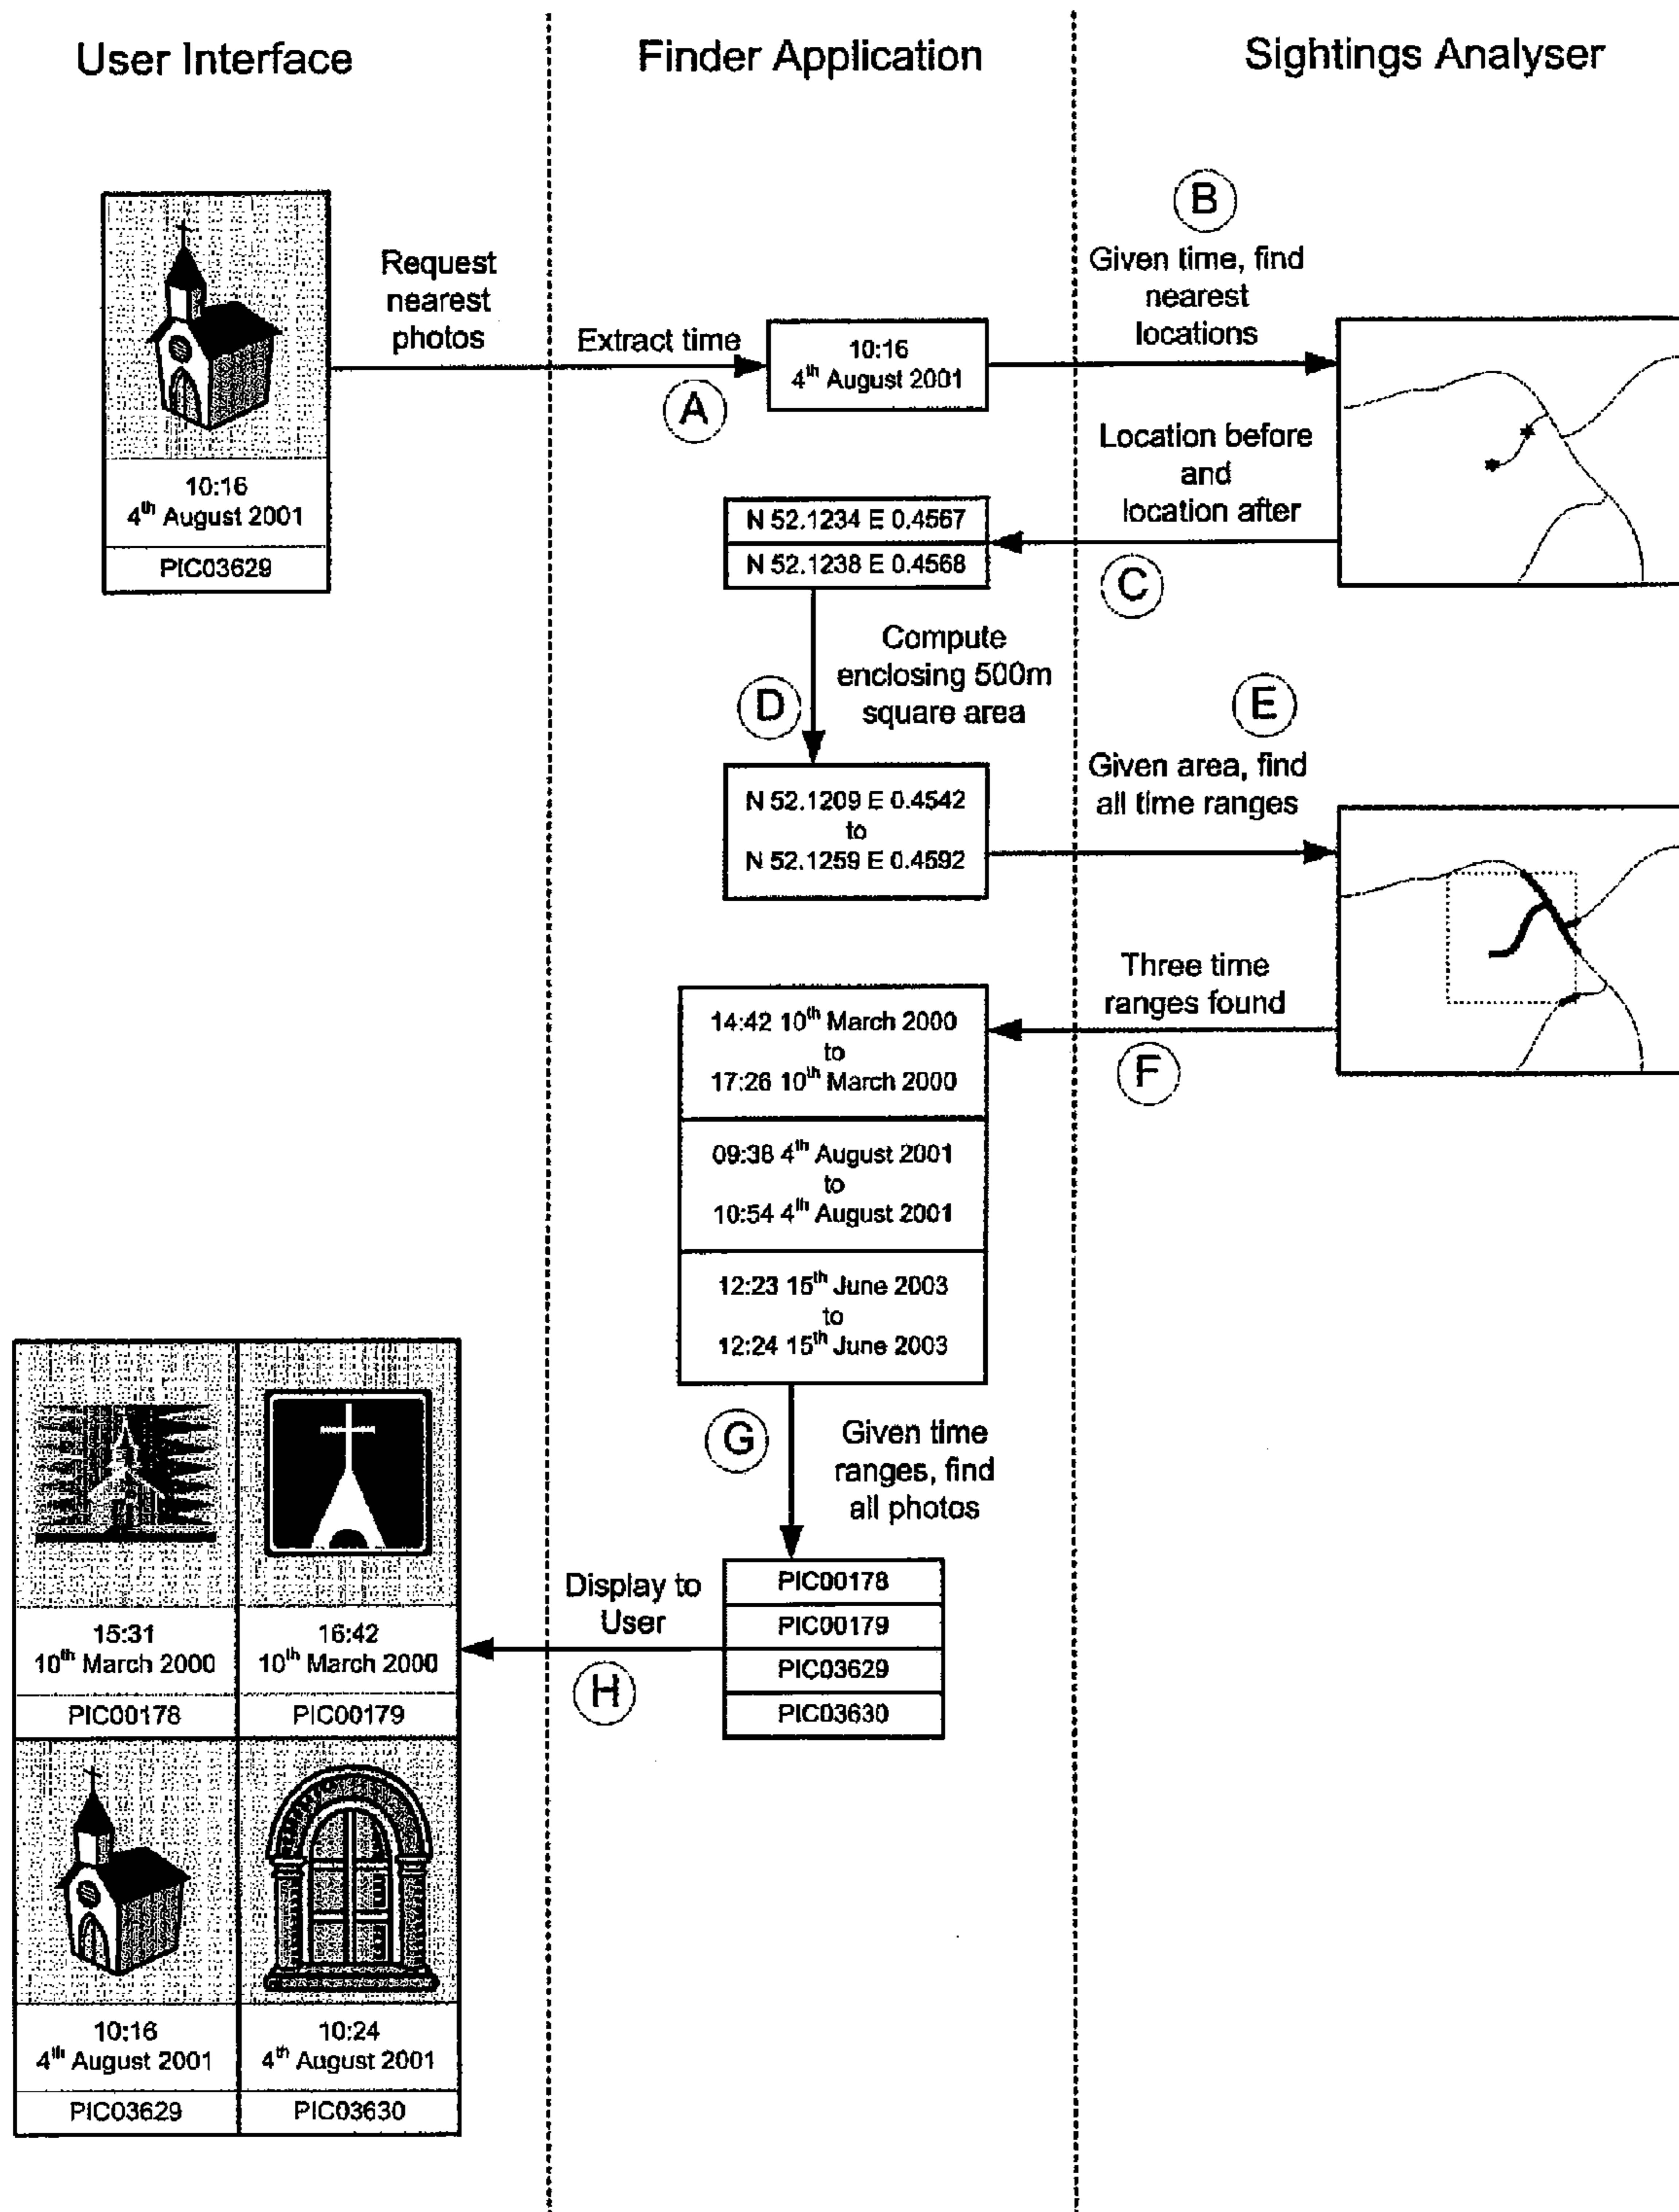 User Interface
Finder Application
Sightings Analyser
10:16
4th August 2001
PIC03629
Request
nearest
photos
Extract time
A
10:16
4th August 2001
B
Given time, find
nearest
locations
Location before
and
location after
C
N 52.1234 E 0.4567
N 52.1238 E 0.4568
D
Compute
enclosing 500m
square area
N 52.1209 E 0.4542
to
N 52.1259 E 0.4592
E
Given area, find
all time ranges
Three time
ranges found
F
14:42 10th March 2000
to
17:26 10th March 2000
09:38 4th August 2001
to
10:54 4th August 2001
12:23 15th June 2003
to
12:24 15th June 2003
G
Given time
ranges, find
all photos
PIC00178
PIC00179
PIC03629
PIC03630
Display to
User
H
15:31
10th March 2000
PIC00178
16:42
10th March 2000
PIC00179
10:16
4th August 2001
PIC03629
10:24
4th August 2001
PIC03630